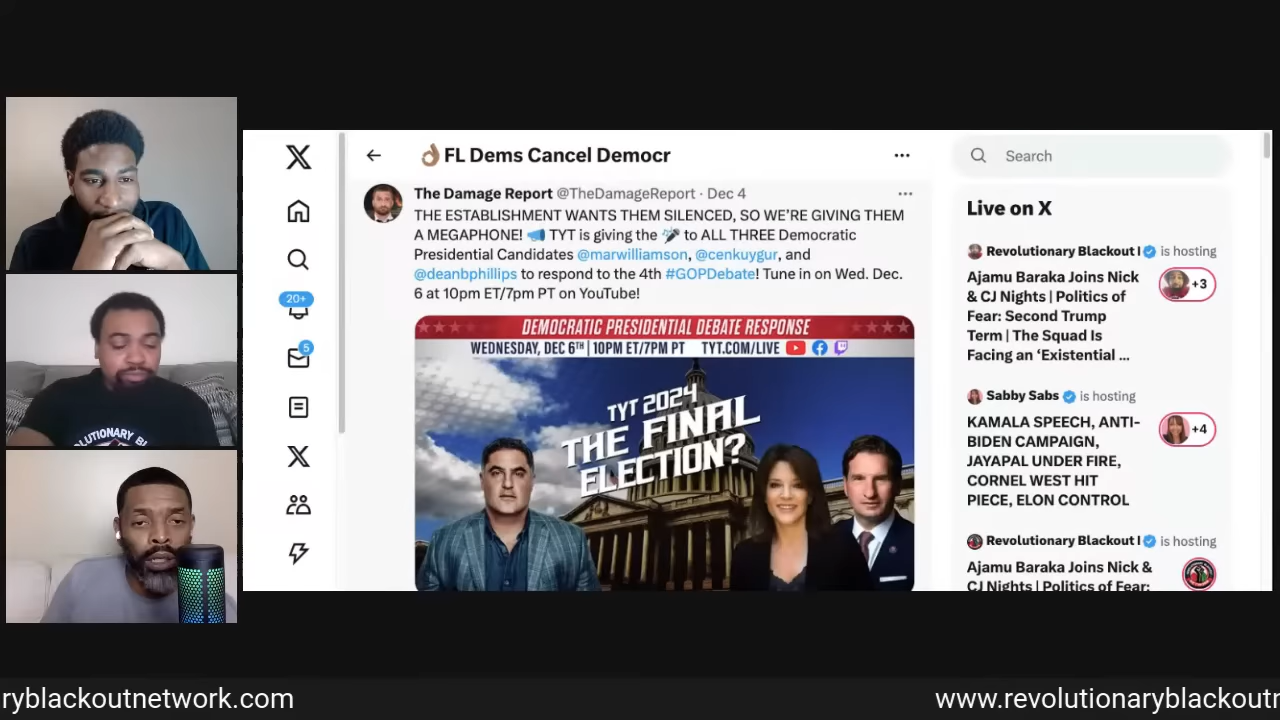 👌🏽FL Dems Cancel Democr
The Damage Report @TheDamageReport · Dec 4
THE ESTABLISHMENT WANTS THEM SILENCED, SO WE'RE GIVING THEM
A MEGAPHONE! 📣 TYT is giving the 🎤 to ALL THREE Democratic
Presidential Candidates @marwilliamson, @cenkuygur, and
@deanbphillips to respond to the 4th #GOPDebate! Tune in on Wed. Dec.
6 at 10pm ET/7pm PT on YouTube!
DEMOCRATIC PRESIDENTIAL DEBATE RESPONSE
WEDNESDAY, DEC 6TH | 10PM ET/7PM PT TYT.COM/LIVE
TYT 2024
THE FINAL
ELECTION?
20+
5
Search
Live on X
Revolutionary Blackout I is hosting
Ajamu Baraka Joins Nick
& CJ Nights | Politics of
Fear: Second Trump
Term | The Squad Is
Facing an ‘Existential ...
+3
Sabby Sabs is hosting
KAMALA SPEECH, ANTI-
BIDEN CAMPAIGN,
JAYAPAL UNDER FIRE,
CORNEL WEST HIT
PIECE, ELON CONTROL
+4
Revolutionary Blackout I is hosting
Ajamu Baraka Joins Nick &
CJ Nights | Politics of Fear:
ryblackoutnetwork.com
www.revolutionaryblackoutr